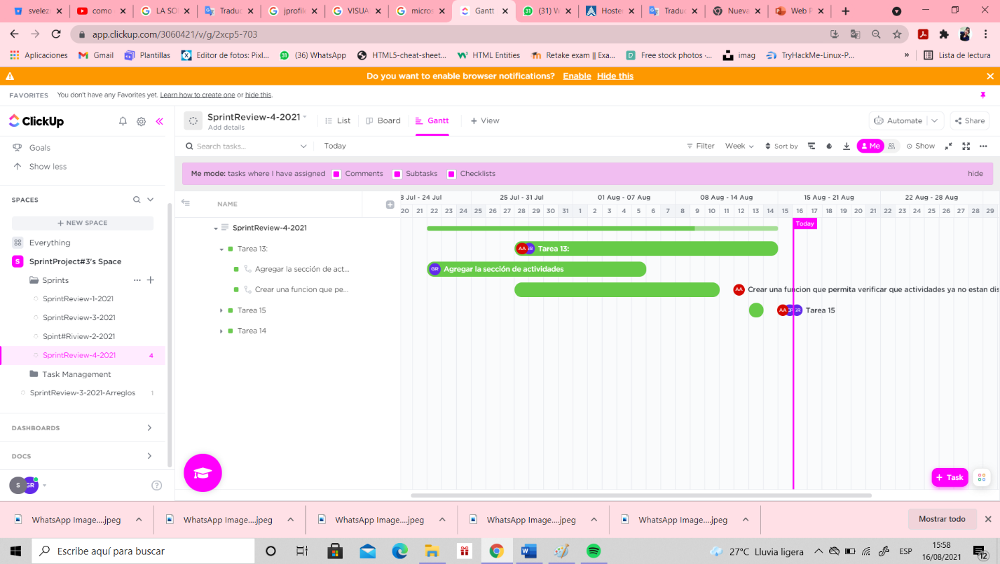 svelez
como
LA SO
Traduc
jprofile
VISUA
micros
Gantt
(31) W
Hoster
Traduc
Nueva
Web P
app.clickup.com/3060421/v/g/2xcp5-703
Aplicaciones
Gmail
Plantillas
Editor de fotos: Pixl...
(36) WhatsApp
HTML5-cheat-sheet...
HTML Entities
Retake exam || Exa...
Free stock photos ·...
imag
TryHackMe-Linux-P...
»
Lista de lectura
Do you want to enable browser notifications? Enable Hide this
FAVORITES You don't have any Favorites yet. Learn how to create one or hide this.
ClickUp
SprintReview-4-2021
Add details
List
Board
Gantt
+ View
Automate
Share
Goals
Show less
Search tasks...
Today
Filter
Week
Sort by
Me
Show
Me mode: tasks where I have assigned
Comments
Subtasks
Checklists
hide
SPACES
+ NEW SPACE
Everything
S SprintProject#3's Space
Sprints
SprintReview-1-2021
SprintReview-3-2021
Spint#Riview-2-2021
SprintReview-4-2021 4
Task Management
SprintReview-3-2021-Arreglos 1
DASHBOARDS
DOCS
S GR
NAME
8 Jul - 24 Jul 25 Jul - 31 Jul 01 Aug - 07 Aug 08 Aug - 14 Aug 15 Aug - 21 Aug 22 Aug - 28 Aug
20 21 22 23 24 25 26 27 28 29 30 31 1 2 3 4 5 6 7 8 9 10 11 12 13 14 15 16 17 18 19 20 21 22 23 24 25 26 27 28 29
Today
SprintReview-4-2021
Tarea 13:
AA GR Tarea 13:
Agregar la sección de act...
GR Agregar la sección de actividades
Crear una funcion que pe...
AA Crear una funcion que permita verificar que actividades ya no estan dis
Tarea 15
AA CP GR Tarea 15
Tarea 14
+ Task
WhatsApp Image....jpeg
WhatsApp Image....jpeg
WhatsApp Image....jpeg
WhatsApp Image....jpeg
WhatsApp Image....jpeg
Mostrar todo
Escribe aquí para buscar
27°C Lluvia ligera
ESP
15:58
16/08/2021
12